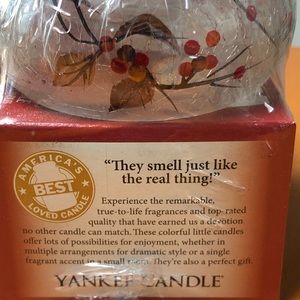 AMERICA'S
BEST
LOVED CANDLE
“They smell just like
the real thing!”
Experience the remarkable,
true-to-life fragrances and top-rated
quality that have earned us a devotion
no other candle can match. These colorful little candles
offer lots of possibilities for enjoyment, whether in
multiple arrangements for dramatic style or a single
fragrant accent in a small room. They're also a perfect gift.
YANKEE CANDLE®